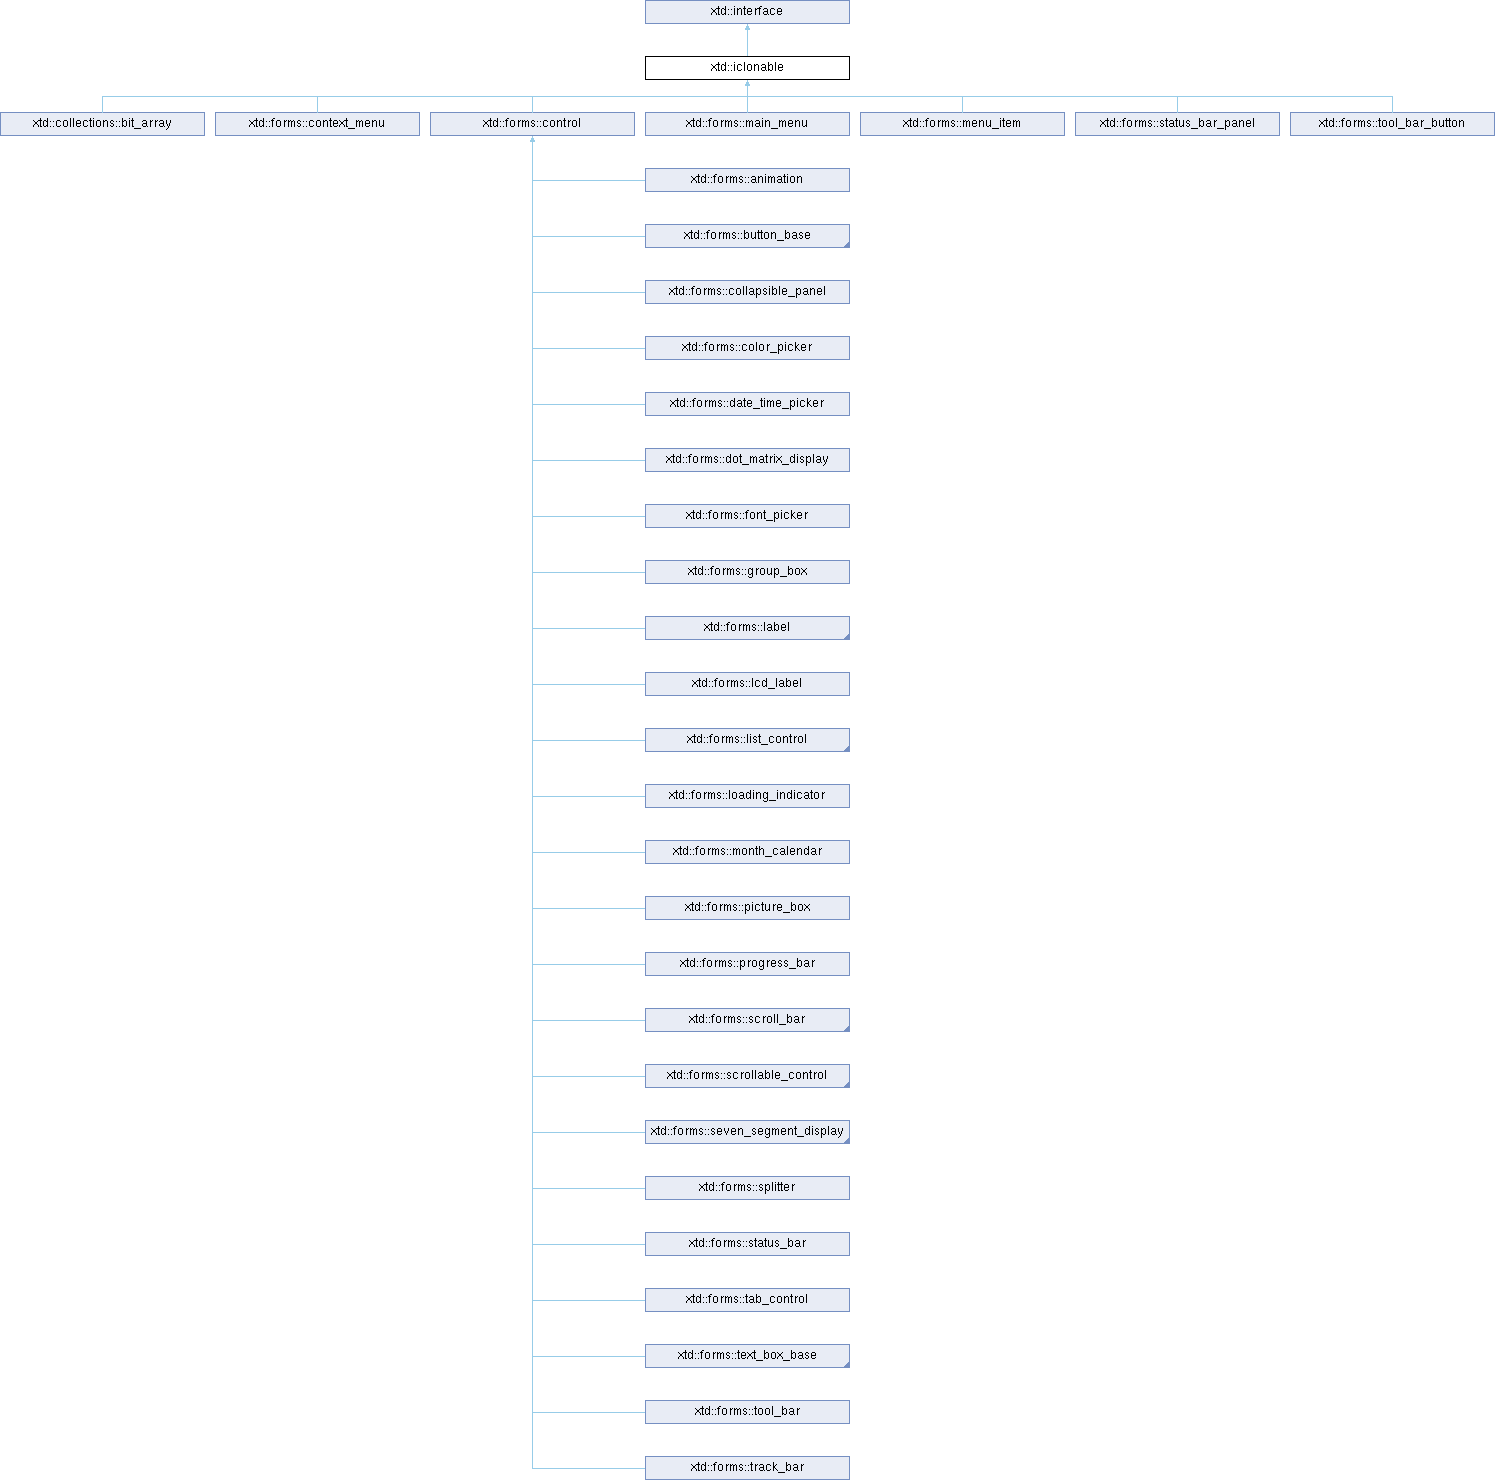 xtd::interface
xtd::iclonable
xtd::collections::bit_array
xtd::forms::context_menu
xtd::forms::control
xtd::forms::main_menu
xtd::forms::menu_item
xtd::forms::status_bar_panel
xtd::forms::tool_bar_button
xtd::forms::animation
xtd::forms::button_base
xtd::forms::collapsible_panel
xtd::forms::color_picker
xtd::forms::date_time_picker
xtd::forms::dot_matrix_display
xtd::forms::font_picker
xtd::forms::group_box
xtd::forms::label
xtd::forms::lcd_label
xtd::forms::list_control
xtd::forms::loading_indicator
xtd::forms::month_calendar
xtd::forms::picture_box
xtd::forms::progress_bar
xtd::forms::scroll_bar
xtd::forms::scrollable_control
xtd::forms::seven_segment_display
xtd::forms::splitter
xtd::forms::status_bar
xtd::forms::tab_control
xtd::forms::text_box_base
xtd::forms::tool_bar
xtd::forms::track_bar